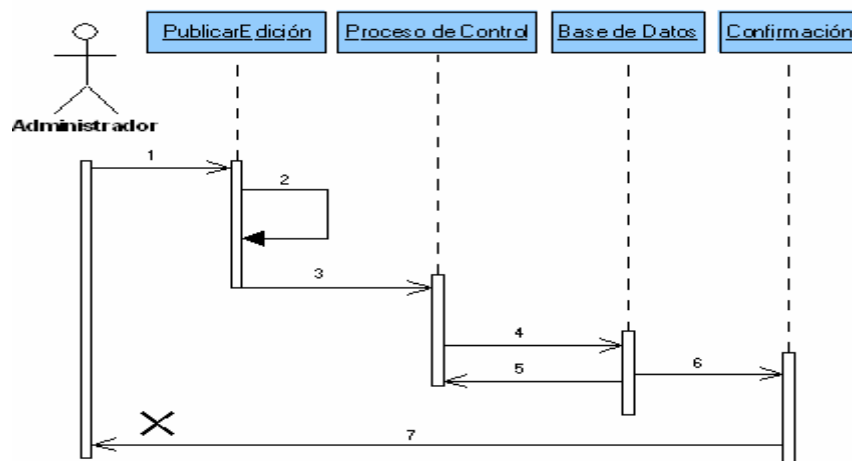 PublicarEdición
Proceso de Control
Base de Datos
Confirmación
Administrador
1
2
3
4
5
6
7